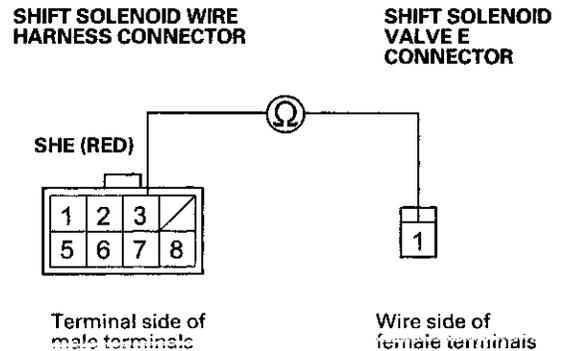 SHIFT SOLENOID WIRE
HARNESS CONNECTOR
SHIFT SOLENOID
VALVE E
CONNECTOR
Ω
SHE (RED)
1 2 3
5 6 7 8
1
Terminal side of
male terminals
Wire side of
female terminals